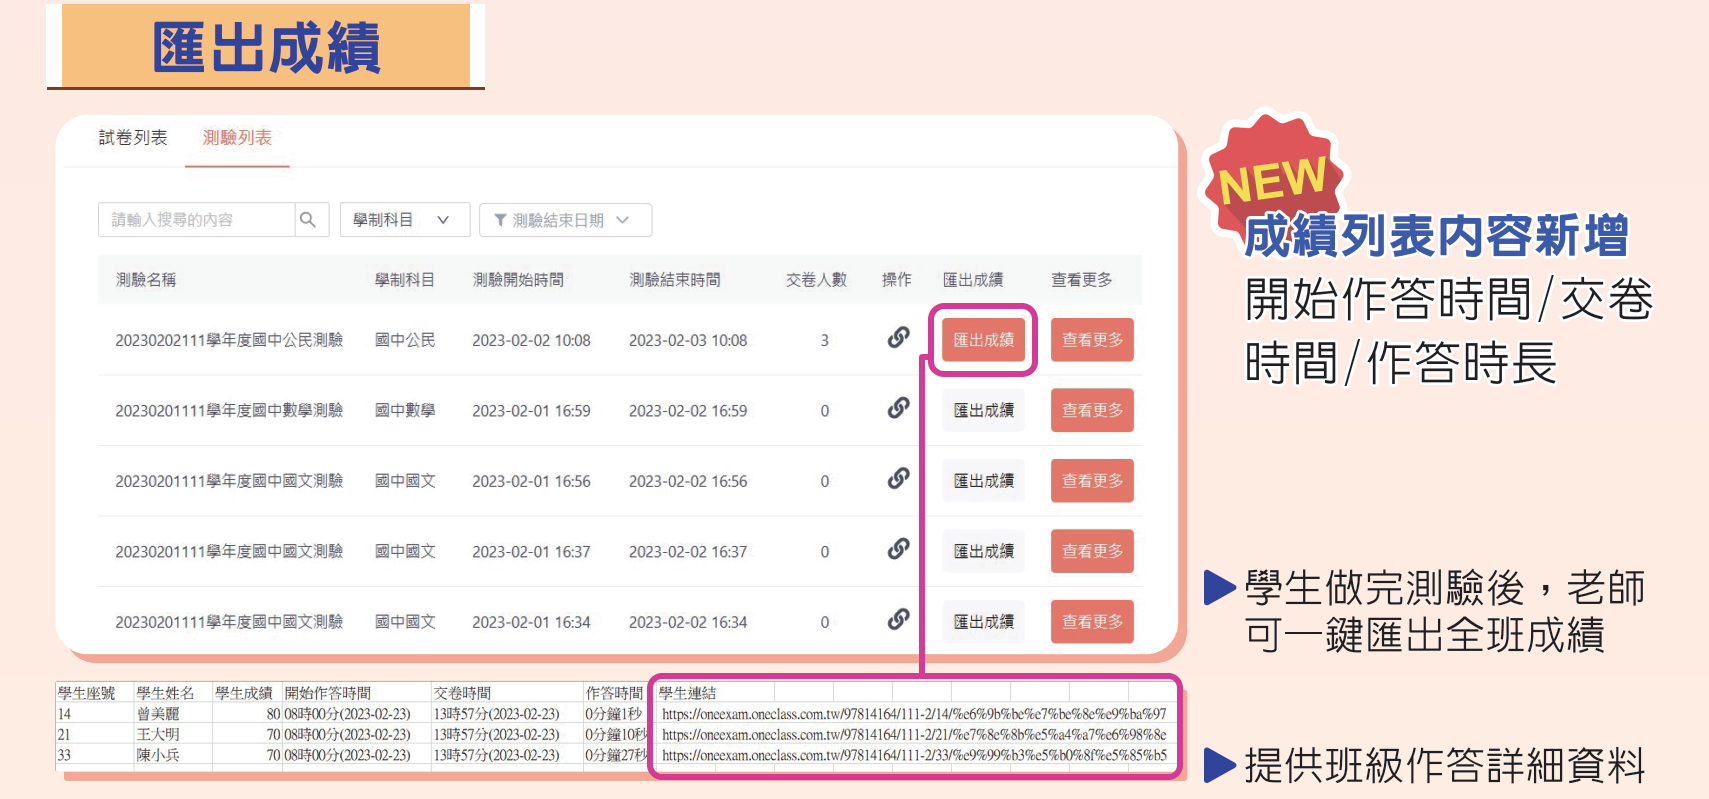 匯出成績
試卷列表 測驗列表
請輸入搜尋的內容 學制科目 測驗結束日期
測驗名稱 學制科目 測驗開始時間 測驗結束時間 交卷人數 操作 匯出成績 查看更多
20230202111學年度國中公民測驗 國中公民 2023-02-02 10:08 2023-02-03 10:08 3 匯出成績 查看更多
20230201111學年度國中數學測驗 國中數學 2023-02-01 16:59 2023-02-02 16:59 0 匯出成績 查看更多
20230201111學年度國中國文測驗 國中國文 2023-02-01 16:56 2023-02-02 16:56 0 匯出成績 查看更多
20230201111學年度國中國文測驗 國中國文 2023-02-01 16:37 2023-02-02 16:37 0 匯出成績 查看更多
20230201111學年度國中國文測驗 國中國文 2023-02-01 16:34 2023-02-02 16:34 0 匯出成績 查看更多
學生座號 學生姓名 學生成績 開始作答時間 交卷時間 作答時間 學生連結
14 曾美麗 80 08時00分(2023-02-23) 13時57分(2023-02-23) 0分鐘1秒 https://oneexam.oneclass.com.tw/97814164/111-2/14/%e6%9b%be%e7%be%8e%e9%ba%97
21 王大明 70 08時00分(2023-02-23) 13時57分(2023-02-23) 0分鐘10秒 https://oneexam.oneclass.com.tw/97814164/111-2/21/%e7%8e%8b%e5%a4%a7%e6%98%8e
33 陳小兵 70 08時00分(2023-02-23) 13時57分(2023-02-23) 0分鐘27秒 https://oneexam.oneclass.com.tw/97814164/111-2/33/%e9%99%b3%e5%b0%8f%e5%85%b5
NEW
成績列表內容新增
開始作答時間/交卷
時間/作答時長
學生做完測驗後，老師
可一鍵匯出全班成績
提供班級作答詳細資料